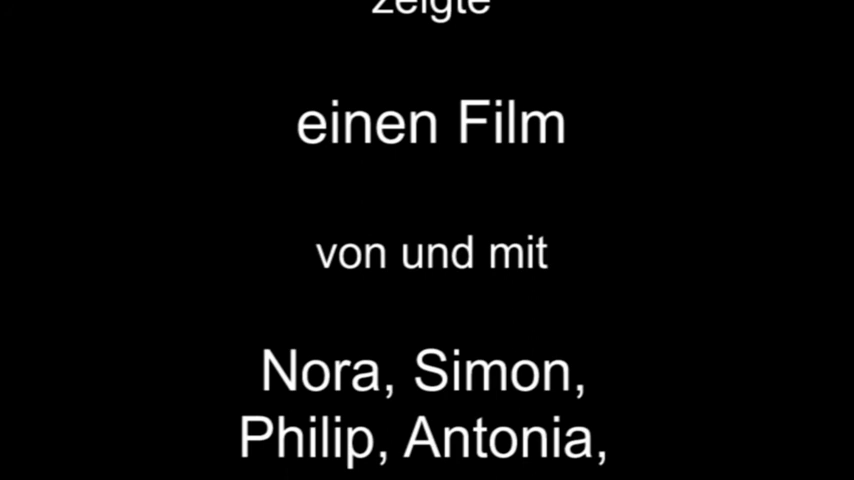 zeigte
einen Film
von und mit
Nora, Simon,
Philip, Antonia,